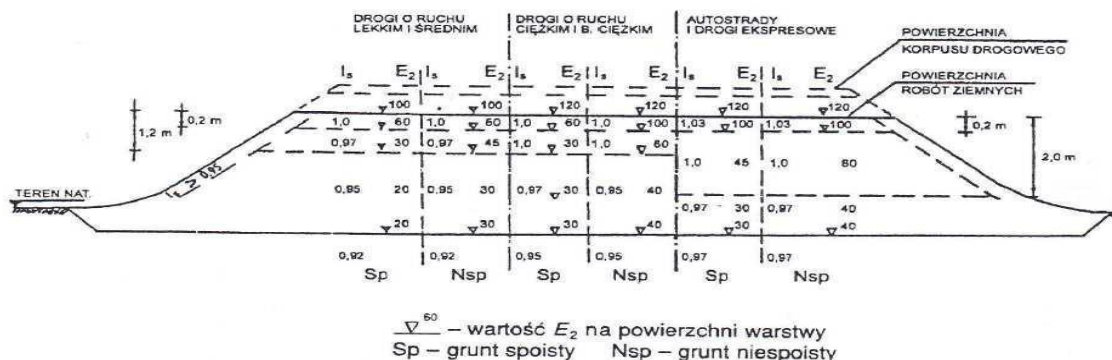 DROGI O RUCHU LEKKIM I ŚREDNIM
DROGI O RUCHU CIĘŻKIM I B. CIĘŻKIM
AUTOSTRADY I DROGI EKSPRESOWE
POWIERZCHNIA KORPUSU DROGOWEGO
POWIERZCHNIA ROBÓT ZIEMNYCH
Is E2 Is E2 Is E2 Is E2 Is E2 Is E2
100 100 120 120 120 120
1,2 m 0,2 m 1,0 60 1,0 60 1,0 60 1,0 100 1,03 100 1,03 100 0,2 m
0,97 30 0,97 45 1,0 30 1,0 60
1,0 45 1,0 60 2,0 m
TEREN NAT. Is ≥ 0,95 0,95 20 0,95 30 0,97 30 0,95 40
0,97 30 0,97 40
20 30 30 40 30 40
0,92 0,92 0,95 0,95 0,97 0,97
Sp Nsp Sp Nsp Sp Nsp
60 – wartość E2 na powierzchni warstwy
Sp – grunt spoisty Nsp – grunt niespoisty